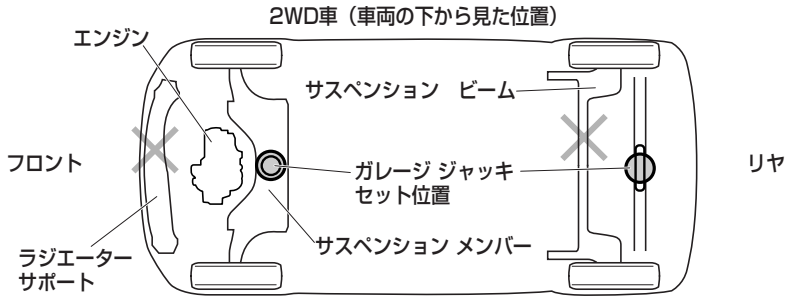 2WD車（車両の下から見た位置）
エンジン
サスペンション　ビーム
フロント
ガレージ ジャッキ
セット位置
リヤ
サスペンション メンバー
ラジエーター
サポート